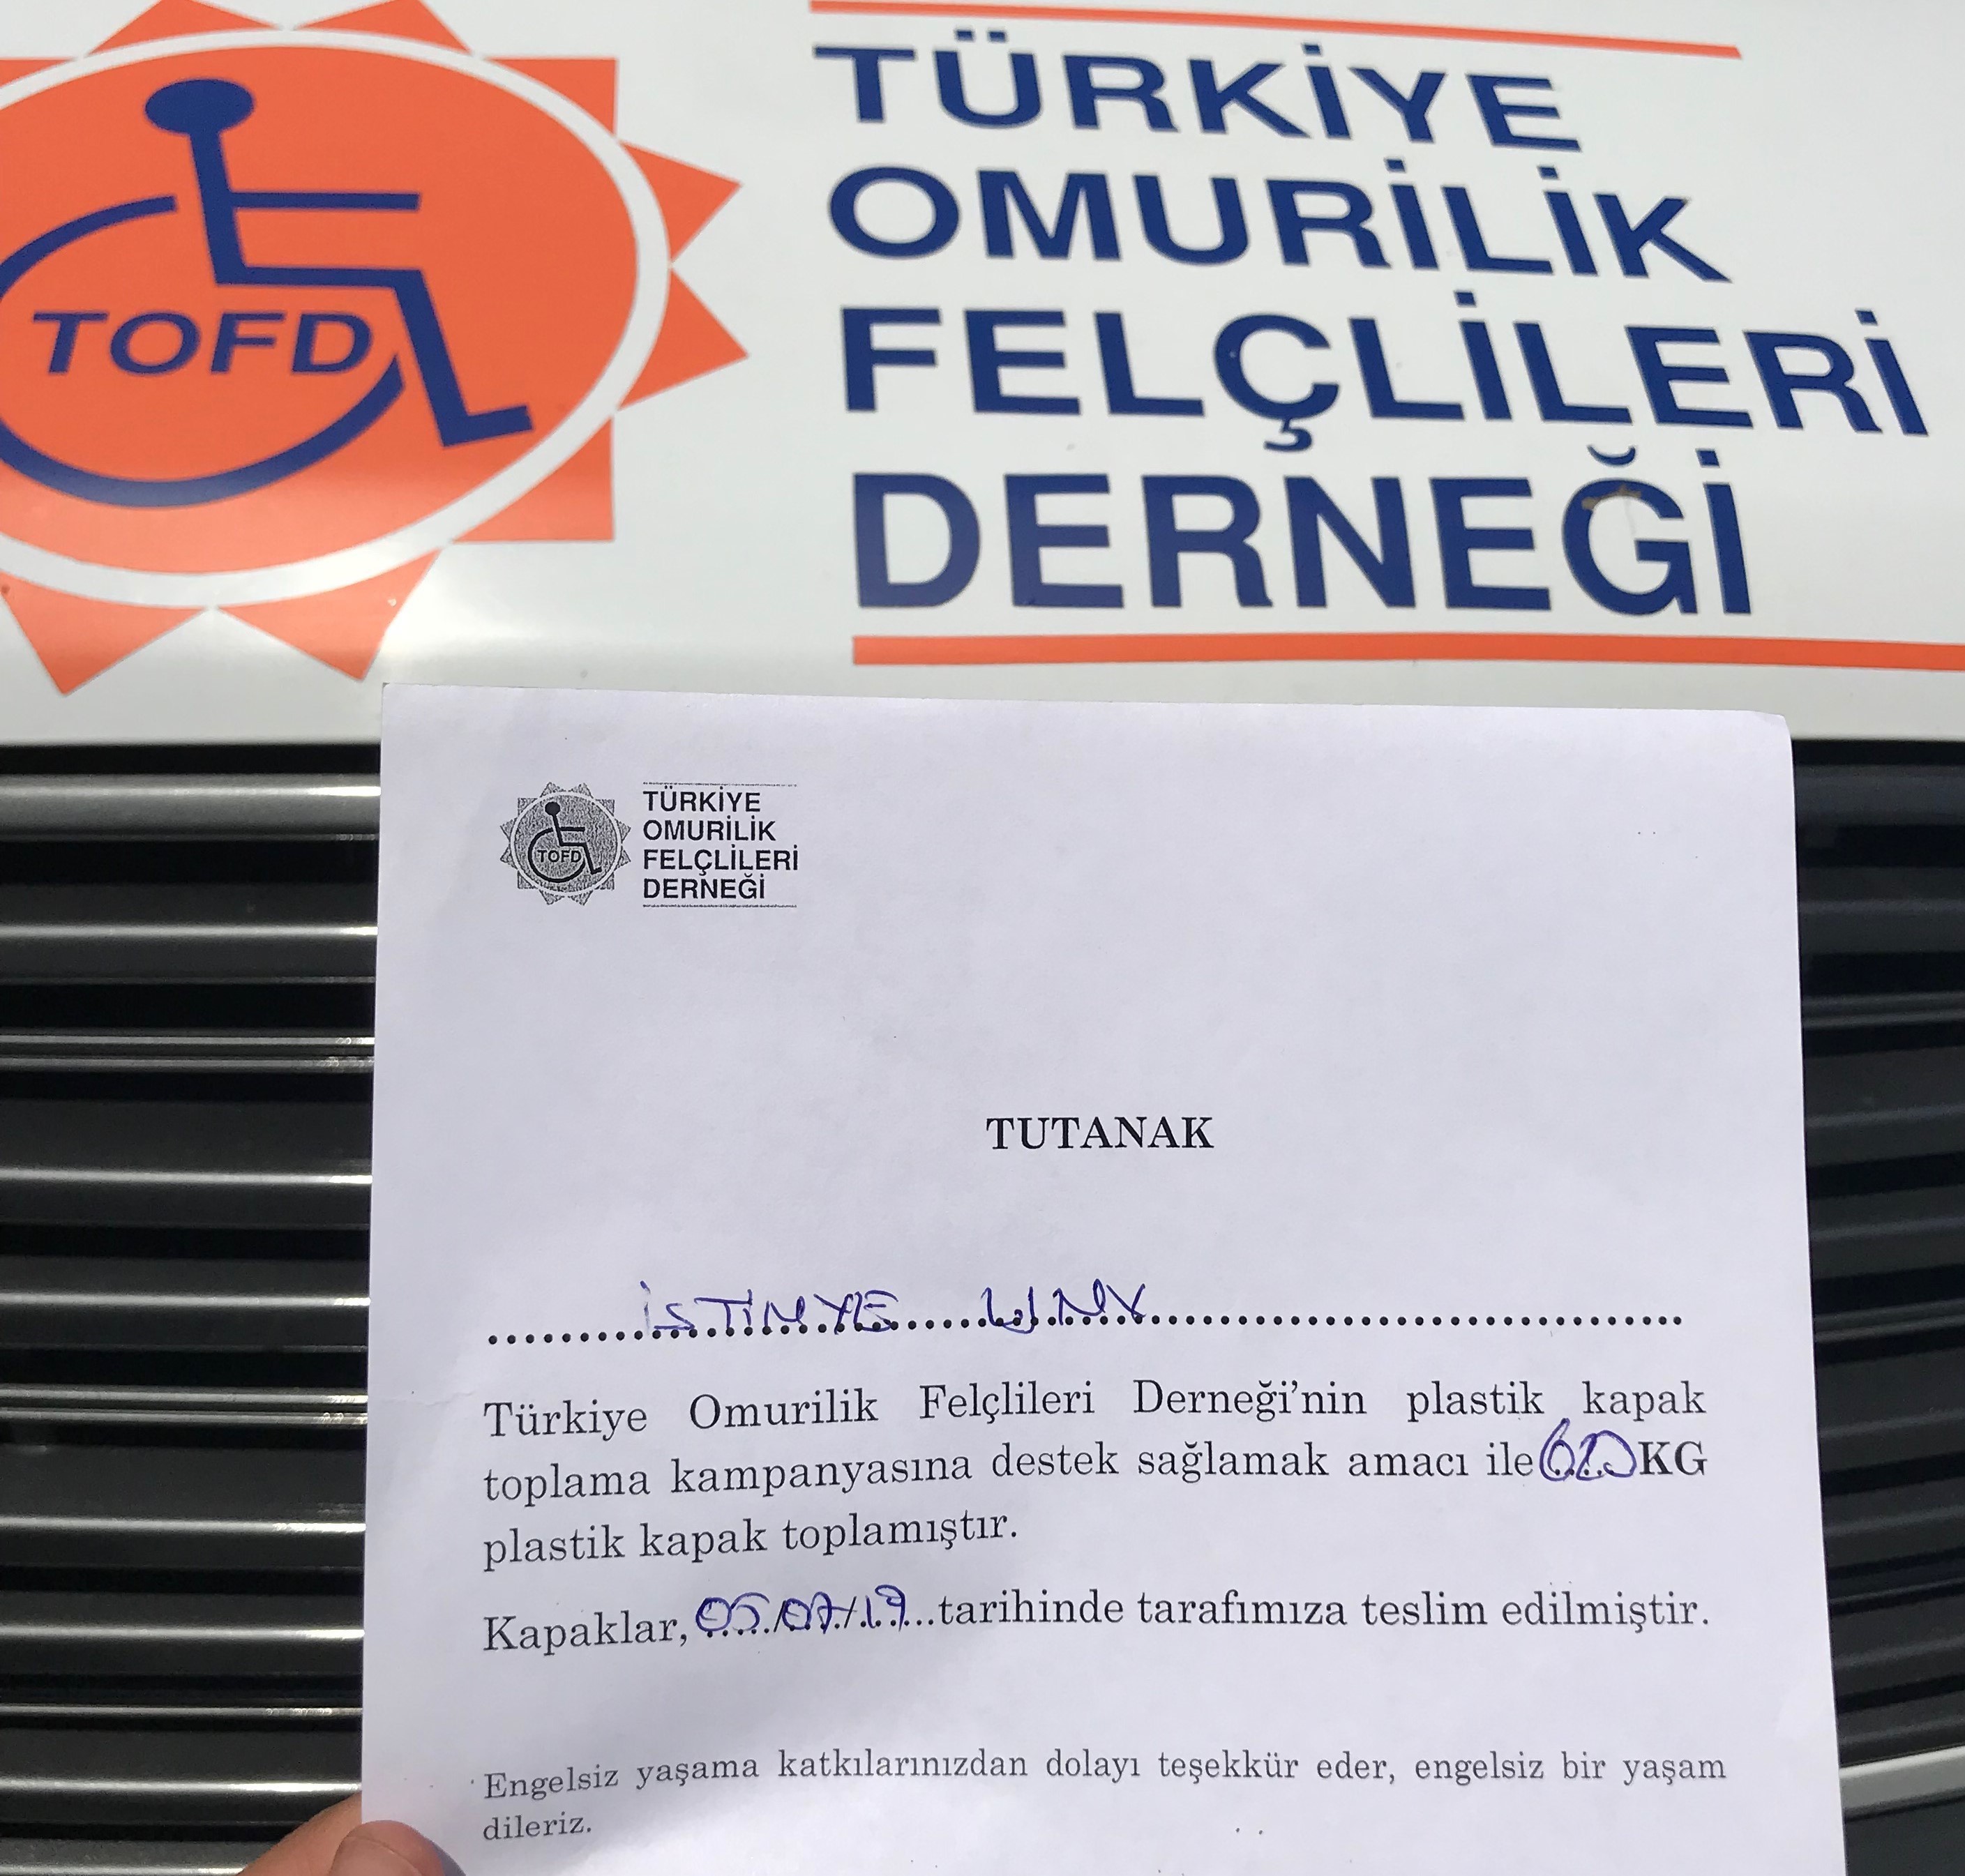 TÜRKİYE
OMURİLİK
FELÇLİLERİ
DERNEĞİ
TOFD
TÜRKİYE
OMURİLİK
FELÇLİLERİ
DERNEĞİ
TOFD
TUTANAK
.........İSTİNYE.....ÜNV...............................
Türkiye Omurilik Felçlileri Derneği'nin plastik kapak
toplama kampanyasına destek sağlamak amacı ile 620 KG
plastik kapak toplamıştır.
Kapaklar, 05./07/.19...tarihinde tarafımıza teslim edilmiştir.
Engelsiz yaşama katkılarınızdan dolayı teşekkür eder, engelsiz bir yaşam
dileriz.